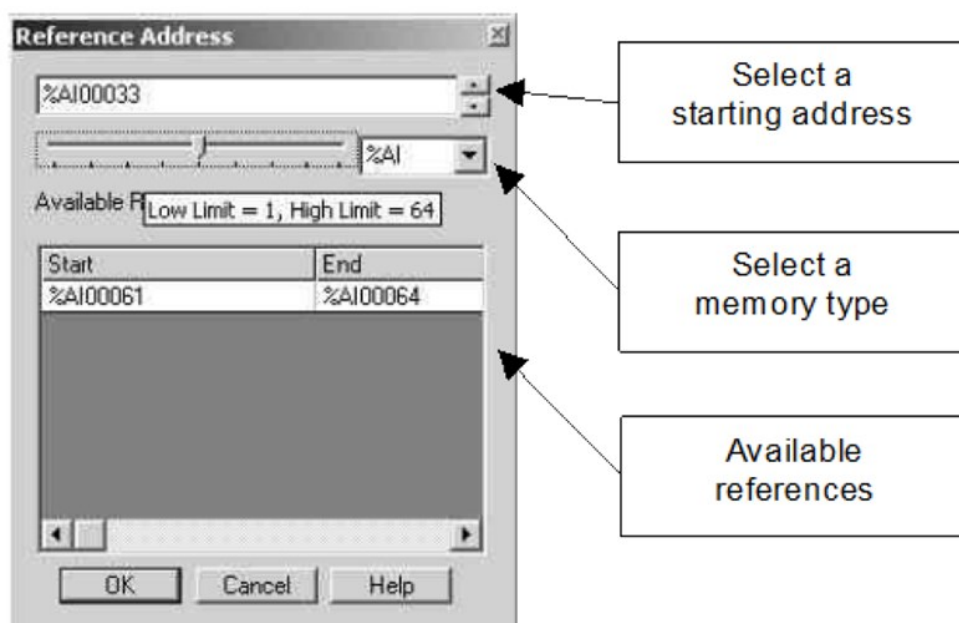 Reference Address
%AI00033
%AI
Available R
Low Limit = 1, High Limit = 64
Start End
%AI00061 %AI00064
OK Cancel Help
Select a
starting address
Select a
memory type
Available
references